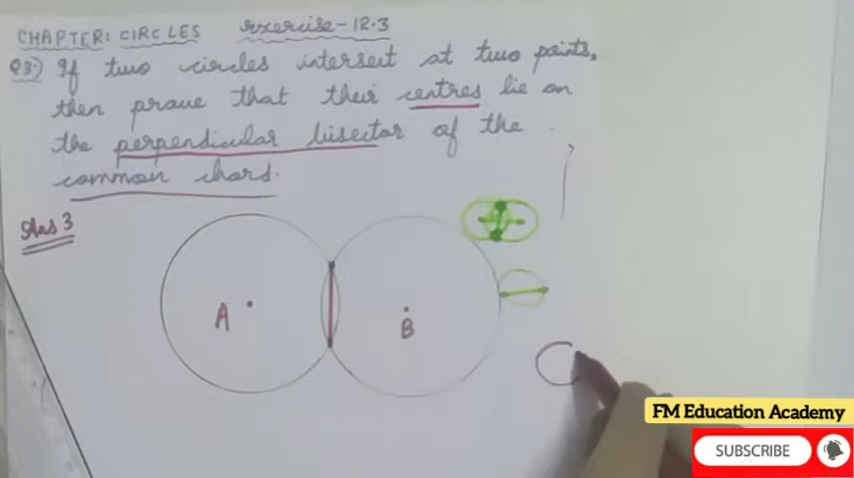 CHAPTER: CIRCLES exercise-12.3
Q3:) If two circles intersect at two points,
then prove that their centres lie on
the perpendicular bisector of the
common chord.
Ans 3
A
B
FM Education Academy
SUBSCRIBE